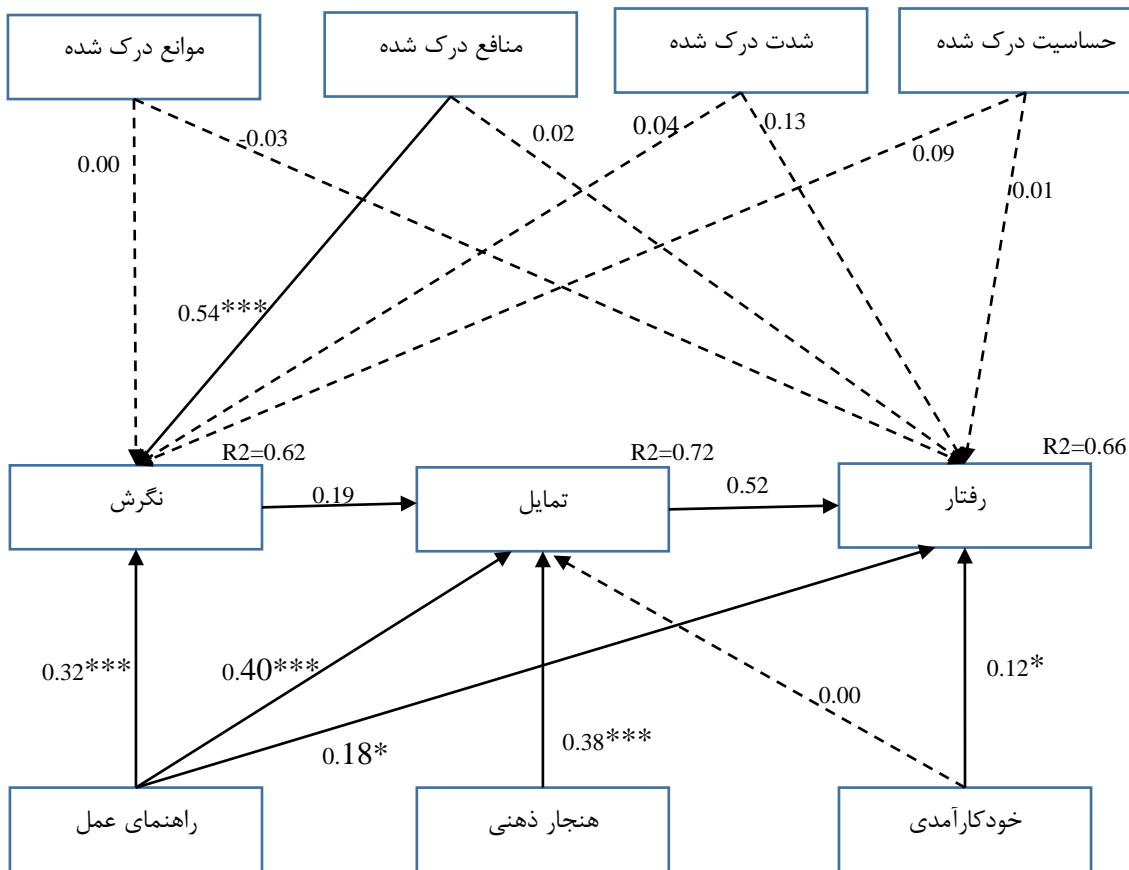 حساسیت درک شده
شدت درک شده
منافع درک شده
موانع درک شده
0.00
-0.03
0.02
0.04
0.13
0.09
0.01
0.54***
R2=0.62
R2=0.72
R2=0.66
نگرش
0.19
تمایل
0.52
رفتار
0.32***
0.40***
0.18*
0.38***
0.00
0.12*
راهنمای عمل
هنجار ذهنی
خودکارآمدی